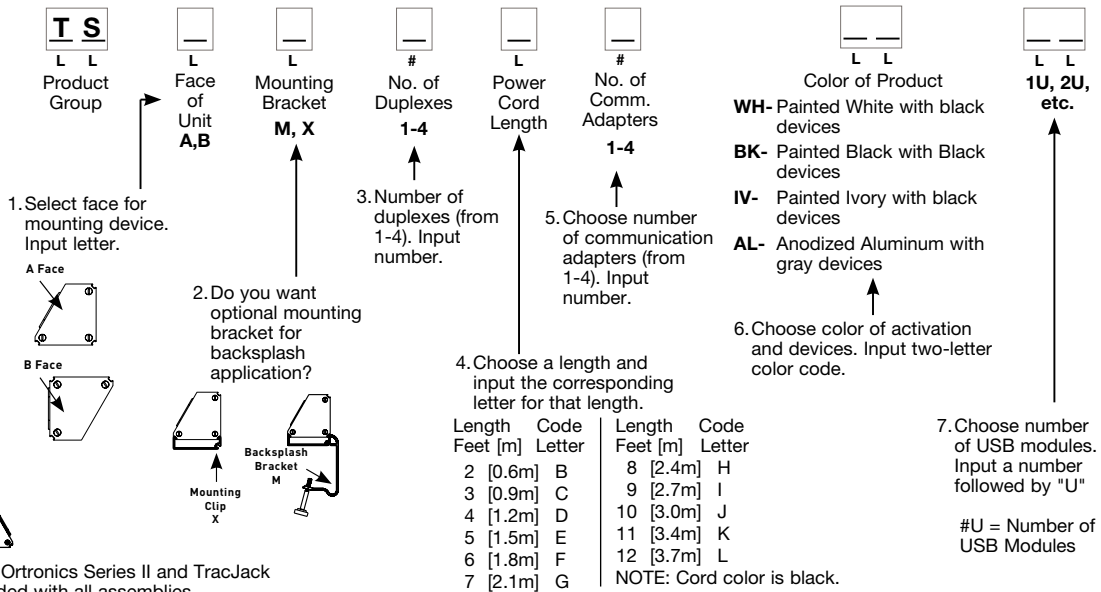 T S
L L
Product
Group
L
Face
of
Unit
A,B
L
Mounting
Bracket
M, X
#
No. of
Duplexes
1-4
L
Power
Cord
Length
#
No. of
Comm.
Adapters
1-4
L L
Color of Product
WH- Painted White with black
devices
BK- Painted Black with Black
devices
IV- Painted Ivory with black
devices
AL- Anodized Aluminum with
gray devices
L L
1U, 2U,
etc.
1. Select face for
mounting device.
Input letter.
A Face
B Face
2. Do you want
optional mounting
bracket for
backsplash
application?
Mounting
Clip
X
Backsplash
Bracket
M
3. Number of
duplexes (from
1-4). Input
number.
4. Choose a length and
input the corresponding
letter for that length.
Length Code
Feet [m] Letter
2 [0.6m] B
3 [0.9m] C
4 [1.2m] D
5 [1.5m] E
6 [1.8m] F
7 [2.1m] G
Length Code
Feet [m] Letter
8 [2.4m] H
9 [2.7m] I
10 [3.0m] J
11 [3.4m] K
12 [3.7m] L
NOTE: Cord color is black.
5. Choose number
of communication
adapters (from
1-4). Input
number.
6. Choose color of activation
and devices. Input two-letter
color code.
7. Choose number
of USB modules.
Input a number
followed by "U"
#U = Number of
USB Modules
Ortronics Series II and TracJack